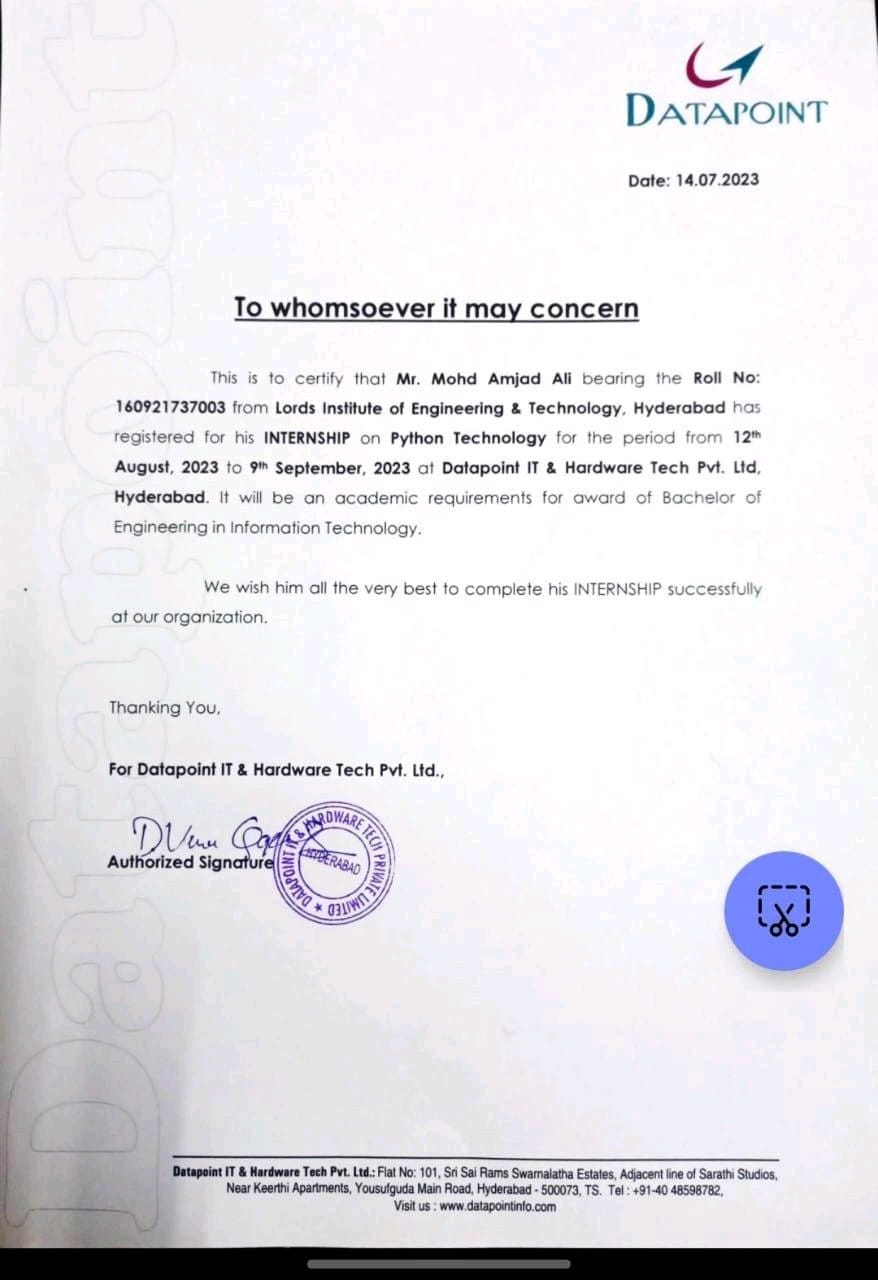 Datapoint
DATAPOINT
Date: 14.07.2023
To whomsoever it may concern
This is to certify that Mr. Mohd Amjad Ali bearing the Roll No:
160921737003 from Lords Institute of Engineering & Technology, Hyderabad has
registered for his INTERNSHIP on Python Technology for the period from 12th
August, 2023 to 9th September, 2023 at Datapoint IT & Hardware Tech Pvt. Ltd,
Hyderabad. It will be an academic requirements for award of Bachelor of
Engineering in Information Technology.
We wish him all the very best to complete his INTERNSHIP successfully
at our organization.
Thanking You,
For Datapoint IT & Hardware Tech Pvt. Ltd.,
D Venu
Authorized Signature
DATAPOINT IT & HARDWARE TECH PRIVATE LIMITED ★
HYDERABAD
Datapoint IT & Hardware Tech Pvt. Ltd.: Flat No: 101, Sri Sai Rams Swarnalatha Estates, Adjacent line of Sarathi Studios,
Near Keerthi Apartments, Yousufguda Main Road, Hyderabad - 500073, TS. Tel : +91-40 48598782,
Visit us : www.datapointinfo.com